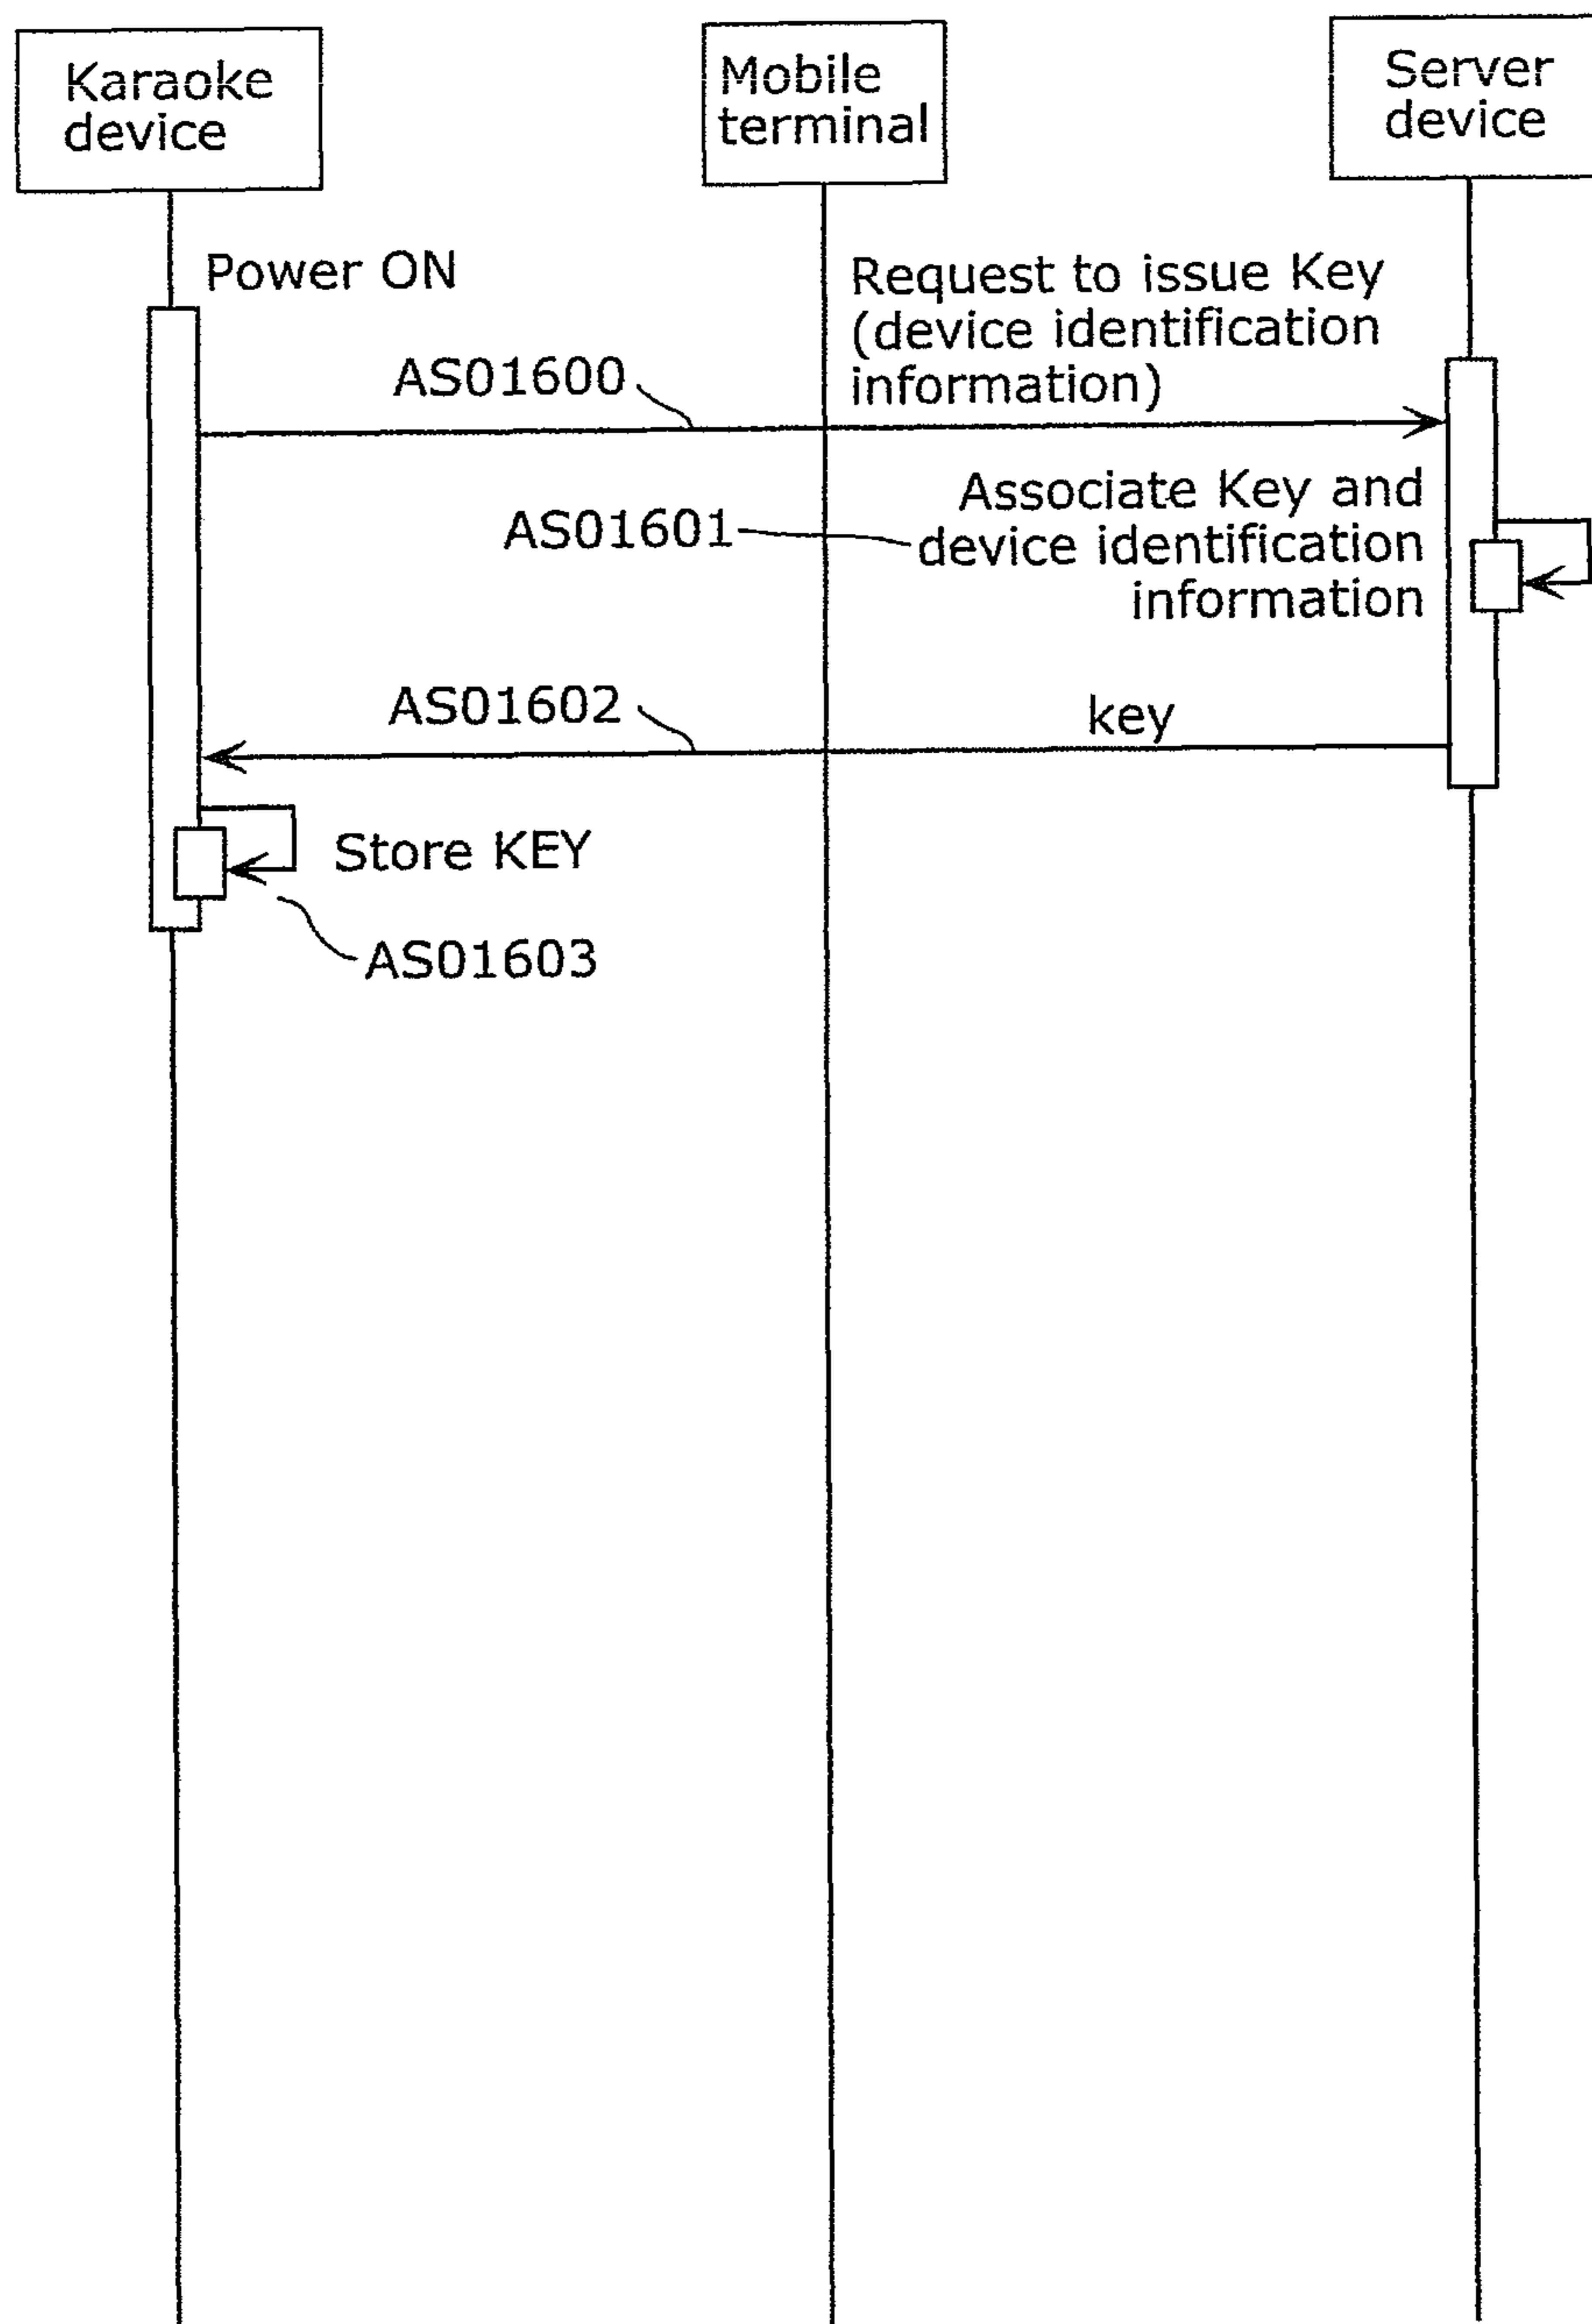 Karaoke
device
Mobile
terminal
Server
device
Power ON
Request to issue Key
(device identification
information)
AS01600
Associate Key and
AS01601
device identification
information
AS01602
key
Store KEY
AS01603